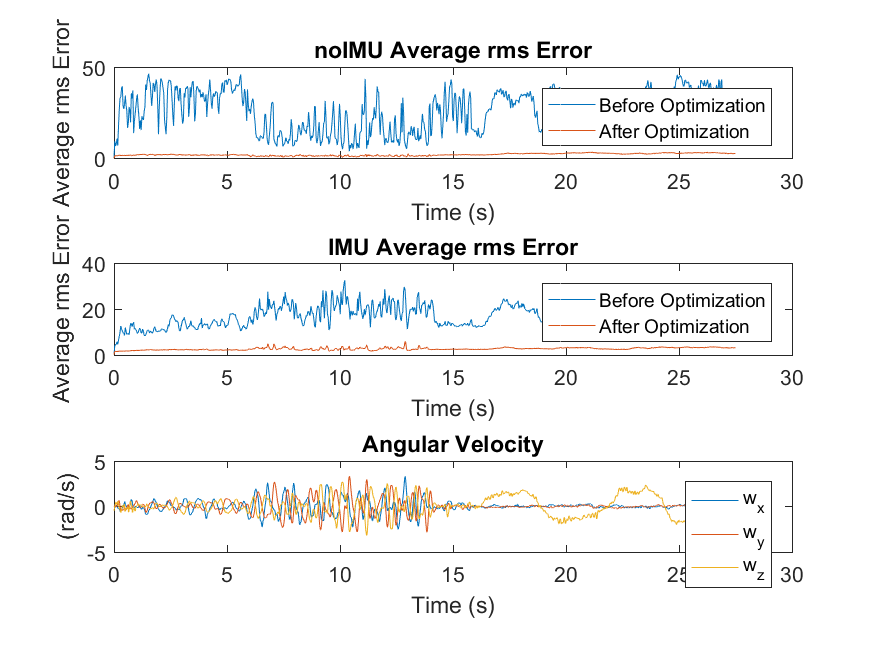 noIMU Average rms Error
Average rms Error
50
0
0 5 10 15 20 25 30
Before Optimization
After Optimization
Time (s)
IMU Average rms Error
Average rms Error
40
20
0
0 5 10 15 20 25 30
Before Optimization
After Optimization
Time (s)
Angular Velocity
(rad/s)
5
0
-5
0 5 10 15 20 25 30
w_x
w_y
w_z
Time (s)